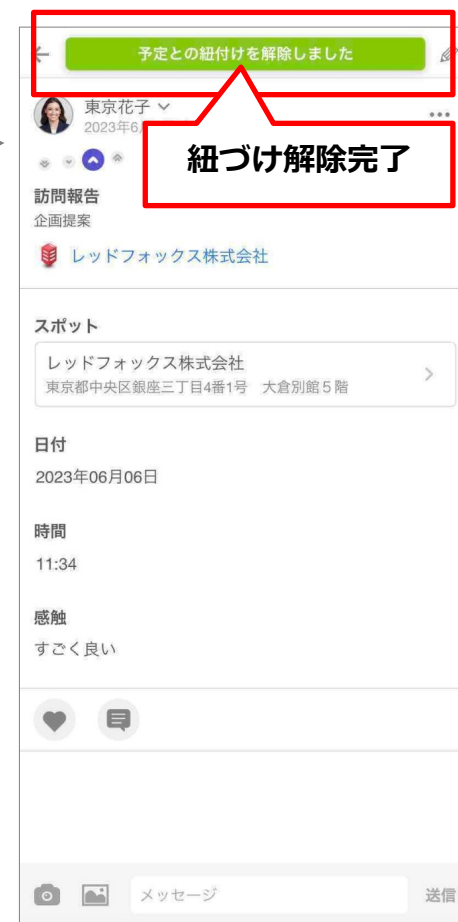 予定との紐付けを解除しました
東京花子
2023年6
紐づけ解除完了
訪問報告
企画提案
レッドフォックス株式会社
スポット
レッドフォックス株式会社
東京都中央区銀座三丁目4番1号 大倉別館5階
日付
2023年06月06日
時間
11:34
感触
すごく良い
メッセージ
送信